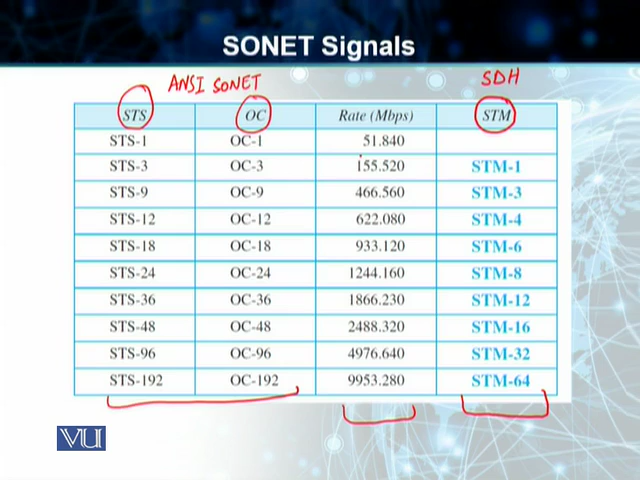 SONET Signals
ANSI SONET SDH
STS OC Rate (Mbps) STM
STS-1 OC-1 51.840
STS-3 OC-3 155.520 STM-1
STS-9 OC-9 466.560 STM-3
STS-12 OC-12 622.080 STM-4
STS-18 OC-18 933.120 STM-6
STS-24 OC-24 1244.160 STM-8
STS-36 OC-36 1866.230 STM-12
STS-48 OC-48 2488.320 STM-16
STS-96 OC-96 4976.640 STM-32
STS-192 OC-192 9953.280 STM-64
VU